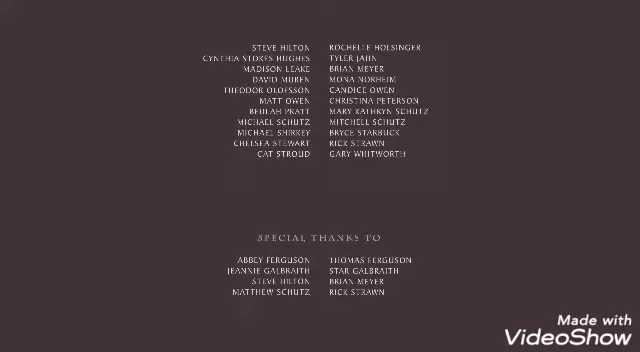 STEVE HILTON ROCHELLE HOLSINGER
CYNTHIA STOKES HUGHES TYLER JAHN
MADISON LEAKE BRIAN MEYER
DAVID MUREN MONA NORHEIM
THEODOR OLOFSSON CANDICE OWEN
MATT OWEN CHRISTINA PETERSON
BEULAH PRATT MARY KATHRYN SCHUTZ
MICHAEL SCHUTZ MITCHELL SCHUTZ
MICHAEL SHIRKEY BRYCE STARBUCK
CHELSEA STEWART RICK STRAWN
CAT STROUD GARY WHITWORTH
SPECIAL THANKS TO
ABBEY FERGUSON THOMAS FERGUSON
JEANNIE GALBRAITH STAR GALBRAITH
STEVE HILTON BRIAN MEYER
MATTHEW SCHUTZ RICK STRAWN
Made with
VideoShow